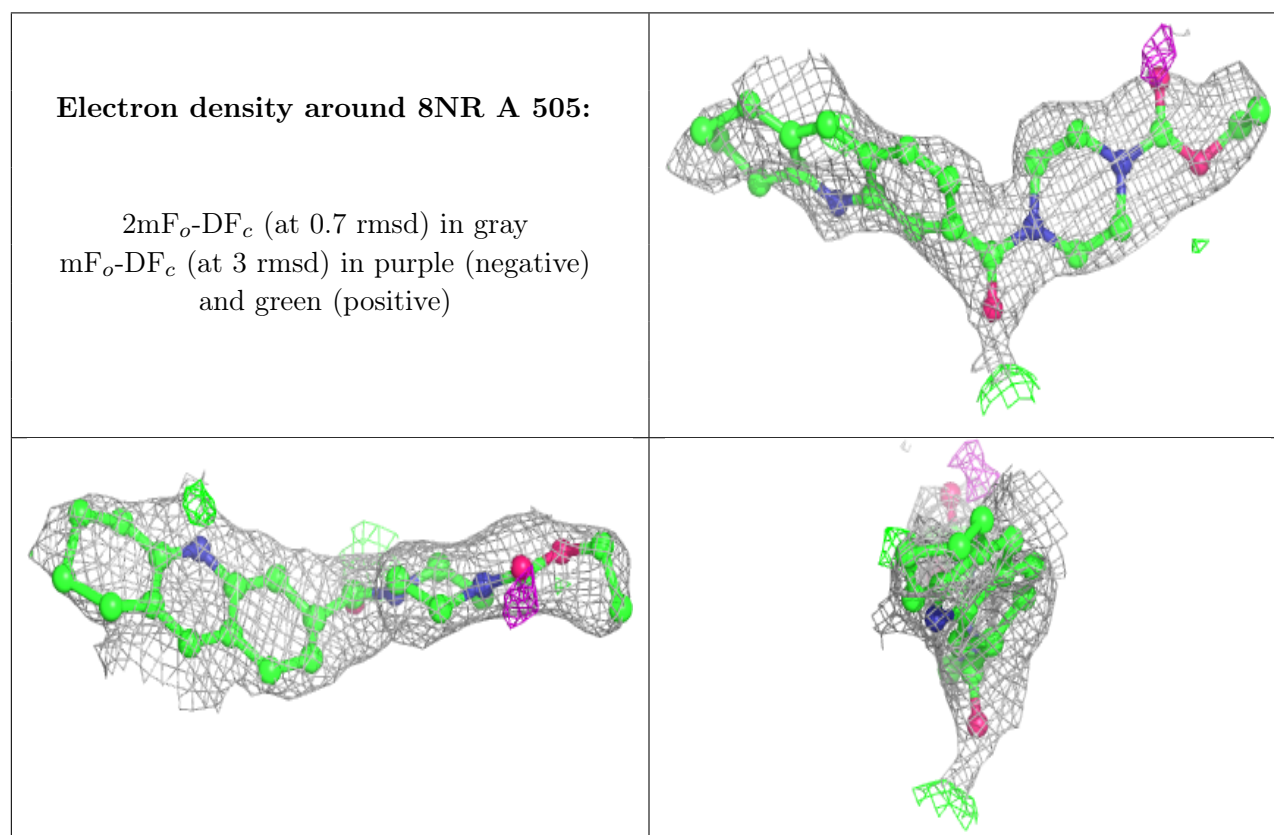 Electron density around 8NR A 505:
2mFo-DFc (at 0.7 rmsd) in gray
mFo-DFc (at 3 rmsd) in purple (negative)
and green (positive)